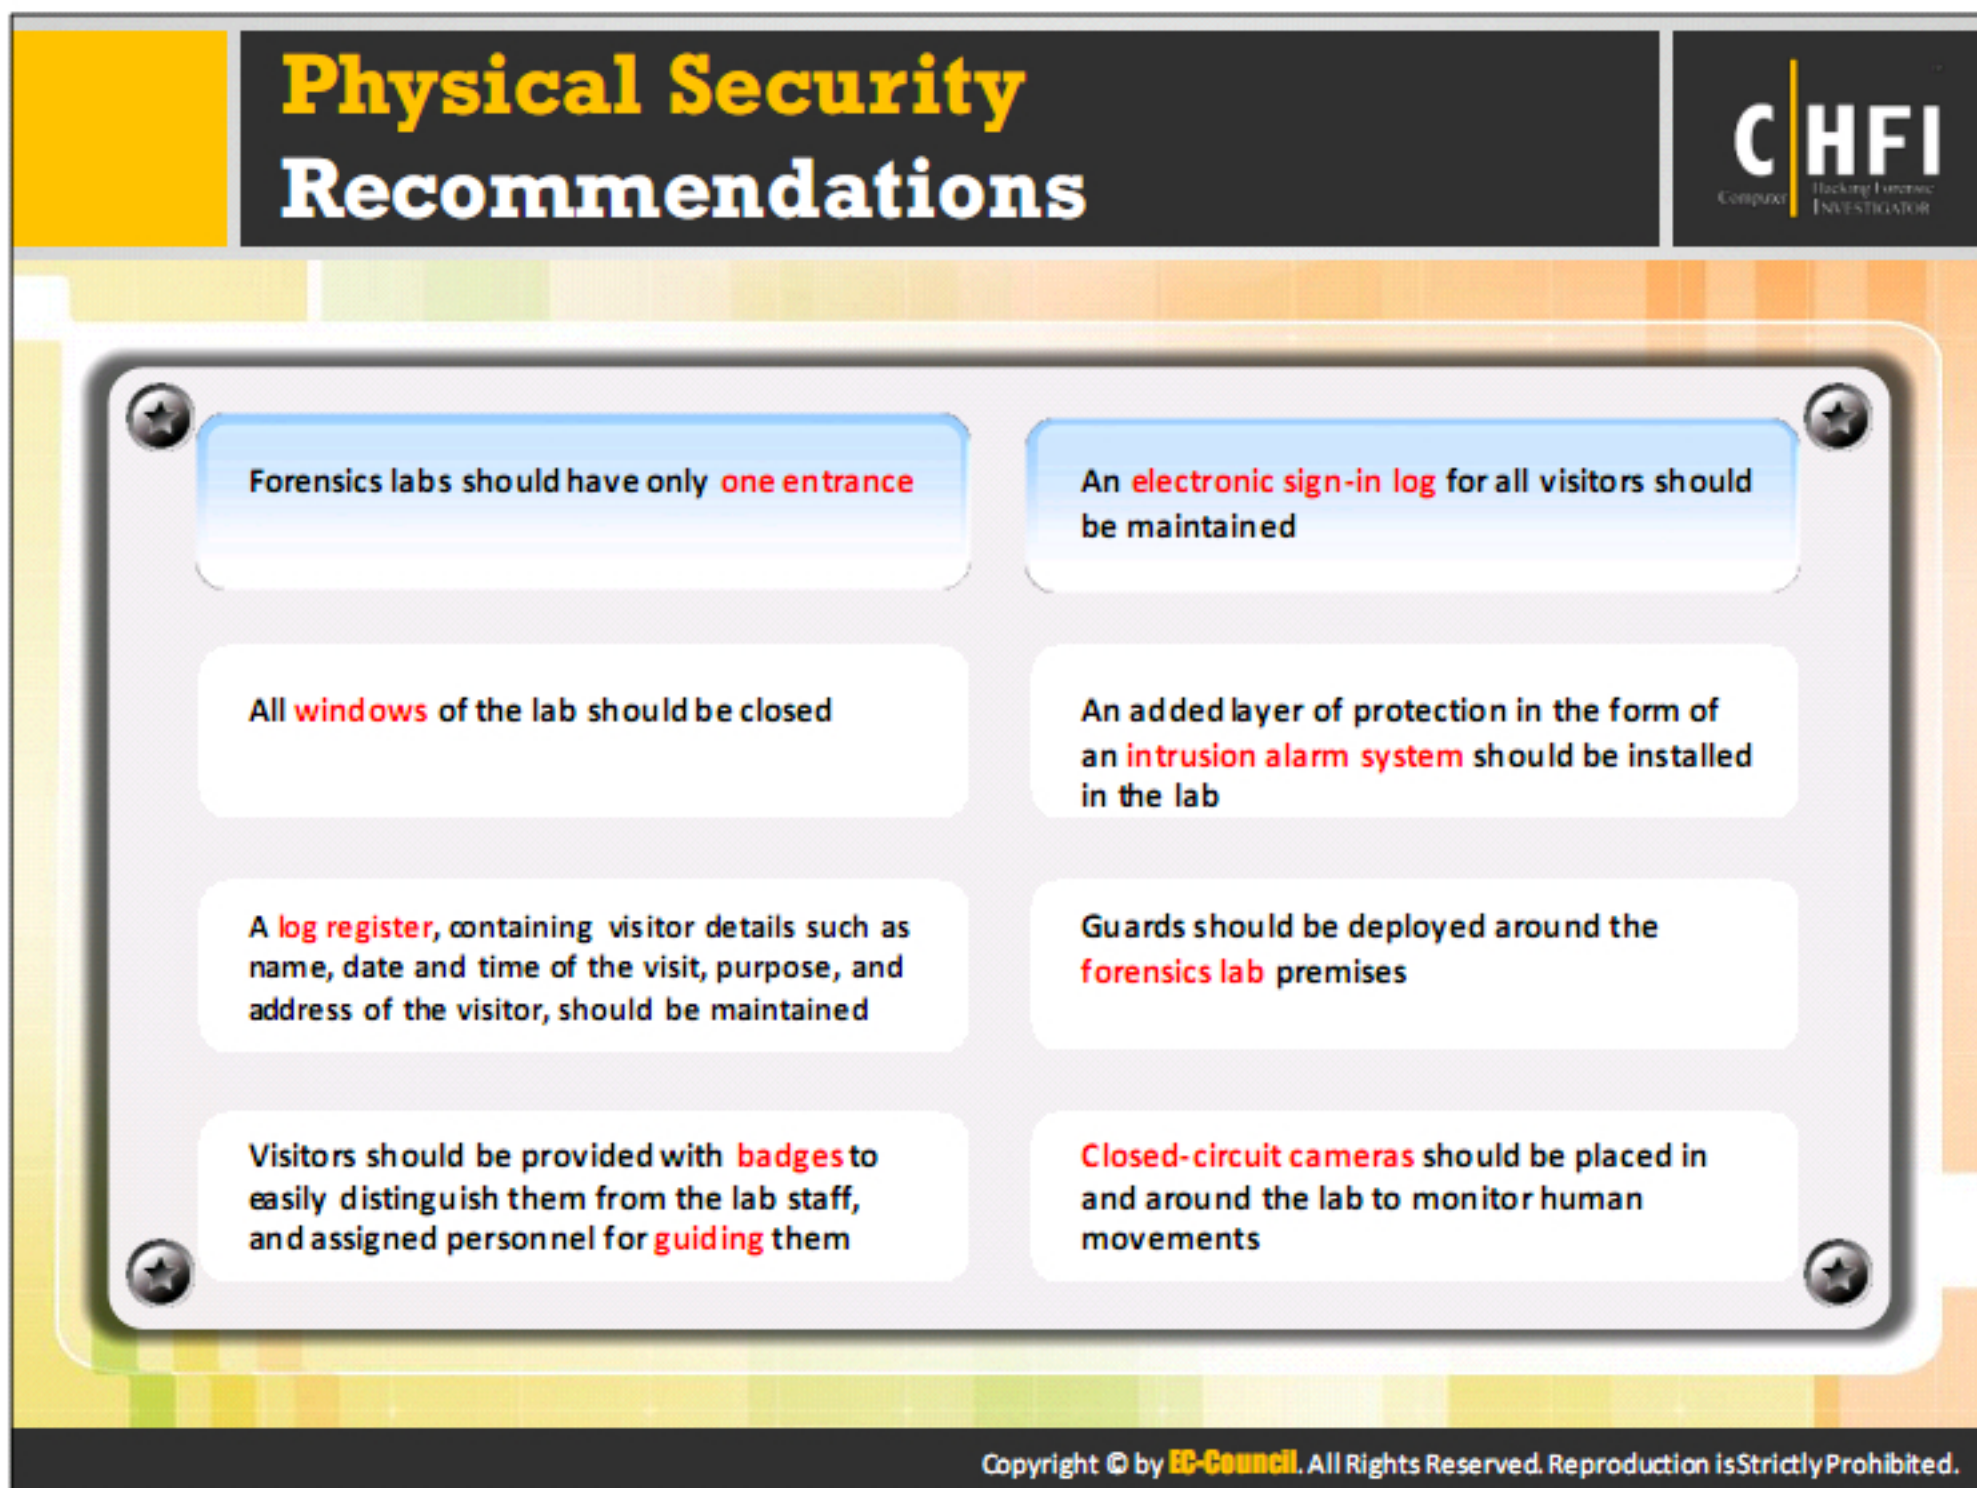 Physical Security
Recommendations
C HFI
Computer
Hacking Forensic
INVESTIGATOR
Forensics labs should have only one entrance
An electronic sign-in log for all visitors should
be maintained
All windows of the lab should be closed
An added layer of protection in the form of
an intrusion alarm system should be installed
in the lab
A log register, containing visitor details such as
name, date and time of the visit, purpose, and
address of the visitor, should be maintained
Guards should be deployed around the
forensics lab premises
Visitors should be provided with badges to
easily distinguish them from the lab staff,
and assigned personnel for guiding them
Closed-circuit cameras should be placed in
and around the lab to monitor human
movements
Copyright © by EC-Council. All Rights Reserved. Reproduction is Strictly Prohibited.